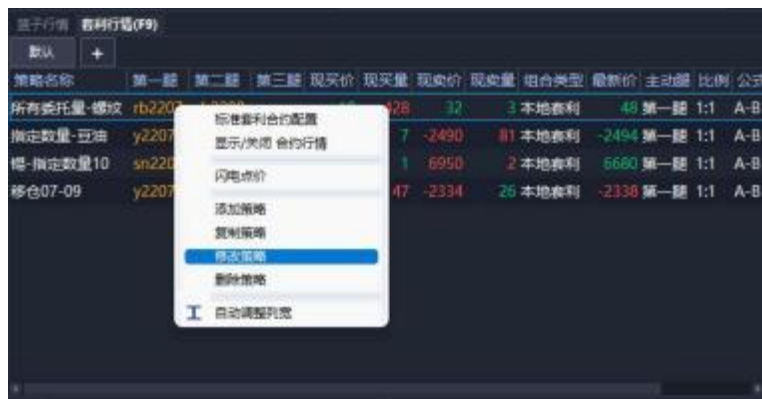 篮子行情 套利行情(F9)
默认 +
策略名称 第一腿 第二腿 第三腿 现买价 现买量 现卖价 现卖量 组合类型 最新价 主动腿 比例 公式
所有委托量-螺纹 rb2207 428 32 3 本地套利 48 第一腿 1:1 A-B
指定数量-豆油 y2207 7 -2490 81 本地套利 -2494 第一腿 1:1 A-B
指定数量10 sn220 1 6950 2 本地套利 6680 第一腿 1:1 A-B
移仓07-09 y2207 47 -2334 26 本地套利 -2338 第一腿 1:1 A-B
标准套利合约配置
显示/关闭 合约行情
闪电点价
添加策略
复制策略
修改策略
删除策略
自动调整列宽